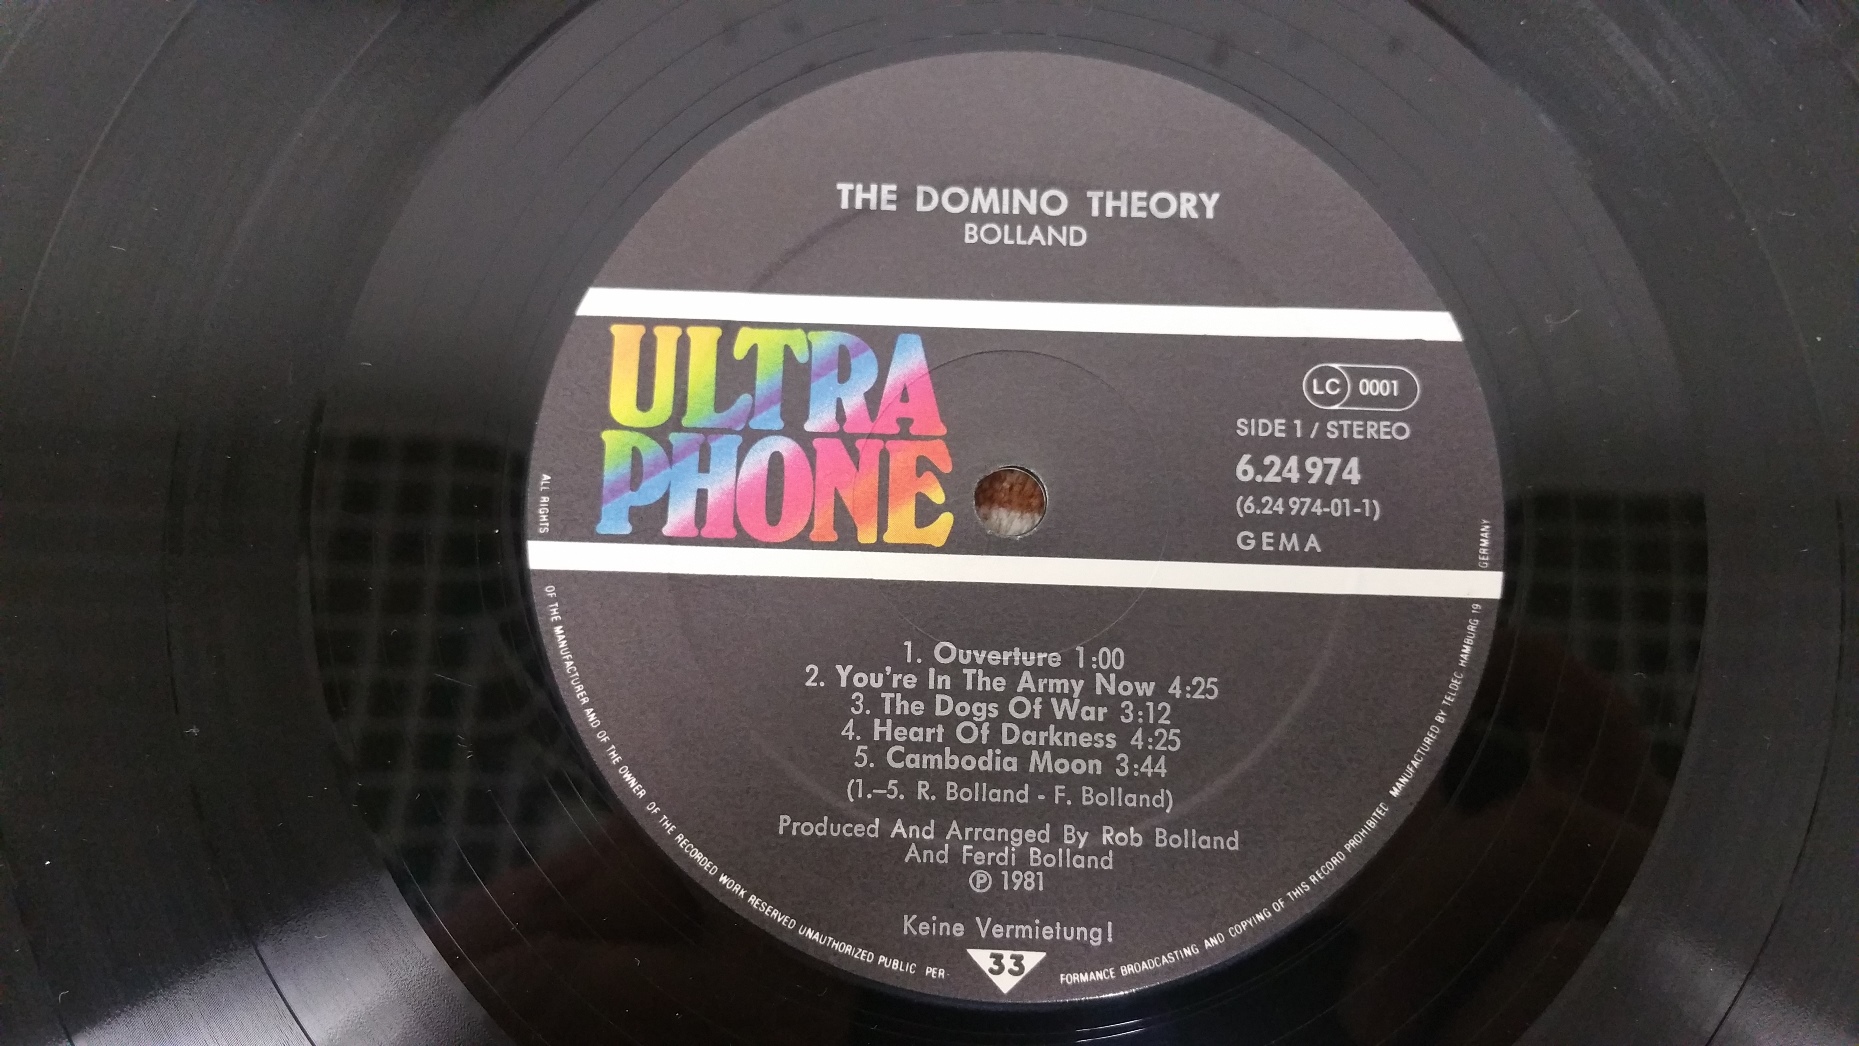 THE DOMINO THEORY
BOLLAND
ULTRA
PHONE
LC 0001
SIDE 1 / STEREO
6.24974
(6.24 974-01-1)
GEMA
1. Ouverture 1:00
2. You're In The Army Now 4:25
3. The Dogs Of War 3:12
4. Heart Of Darkness 4:25
5. Cambodia Moon 3:44
(1.–5. R. Bolland - F. Bolland)
Produced And Arranged By Rob Bolland
And Ferdi Bolland
℗ 1981
Keine Vermietung!
33
ALL RIGHTS OF THE MANUFACTURER AND OF THE OWNER OF THE RECORDED WORK RESERVED UNAUTHORIZED PUBLIC PER- FORMANCE BROADCASTING AND COPYING OF THIS RECORD PROHIBITED MANUFACTURED BY TELDEC HAMBURG 19 GERMANY